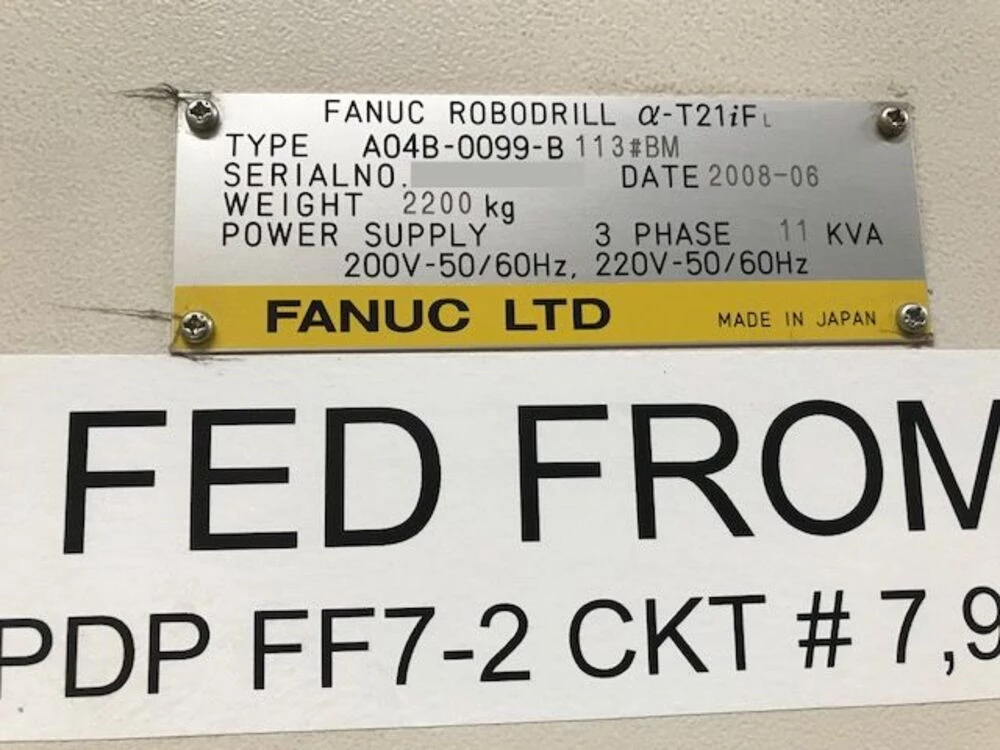 FANUC ROBODRILL α-T21iFL
TYPE A04B-0099-B113#BM
SERIALNO. DATE 2008-06
WEIGHT 2200 kg
POWER SUPPLY 3 PHASE 11 KVA
200V-50/60Hz, 220V-50/60Hz
FANUC LTD MADE IN JAPAN
FED FROM
PDP FF7-2 CKT # 7,9